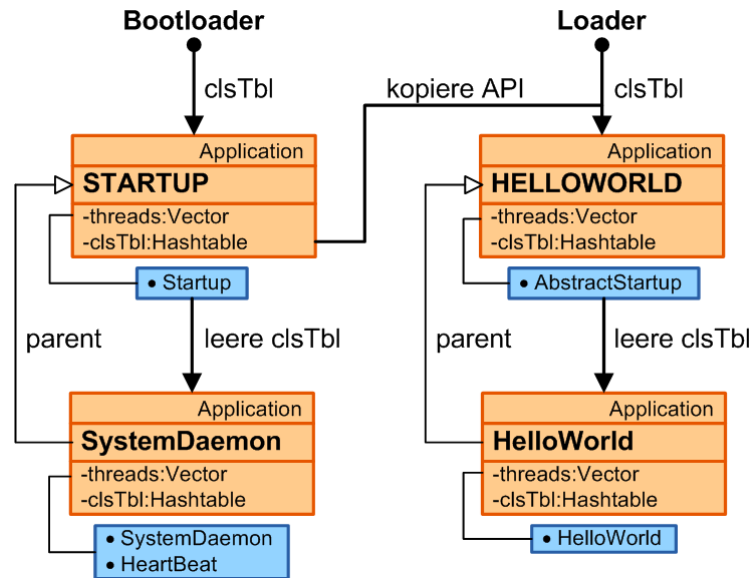 Bootloader
Loader
clsTbl
kopiere API
clsTbl
Application
STARTUP
-threads:Vector
-clsTbl:Hashtable
• Startup
Application
HELLOWORLD
-threads:Vector
-clsTbl:Hashtable
• AbstractStartup
parent
leere clsTbl
parent
leere clsTbl
Application
SystemDaemon
-threads:Vector
-clsTbl:Hashtable
• SystemDaemon
• HeartBeat
Application
HelloWorld
-threads:Vector
-clsTbl:Hashtable
• HelloWorld